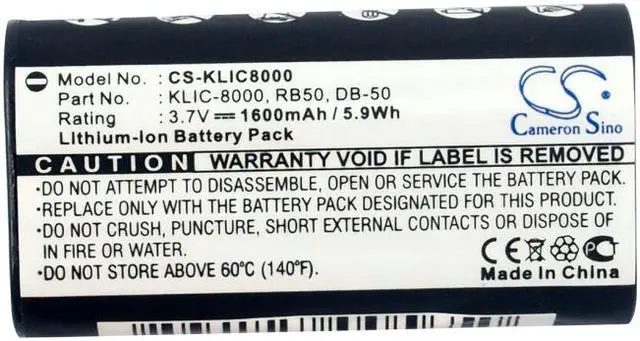 Model No. : CS-KLIC8000
Part No. : KLIC-8000, RB50, DB-50
Rating : 3.7V 1600mAh / 5.9Wh
Lithium-Ion Battery Pack
CS
Cameron Sino
CAUTION WARRANTY VOID IF LABEL IS REMOVED
•DO NOT ATTEMPT TO DISASSEMBLE, OPEN OR SERVICE THE BATTERY PACK.
•REPLACE ONLY WITH THE BATTERY PACK DESIGNATED FOR THIS PRODUCT.
•DO NOT CRUSH, PUNCTURE, SHORT EXTERNAL CONTACTS OR DISPOSE OF
IN FIRE OR WATER.
•DO NOT STORE ABOVE 60°C (140°F)
CE
Made In China